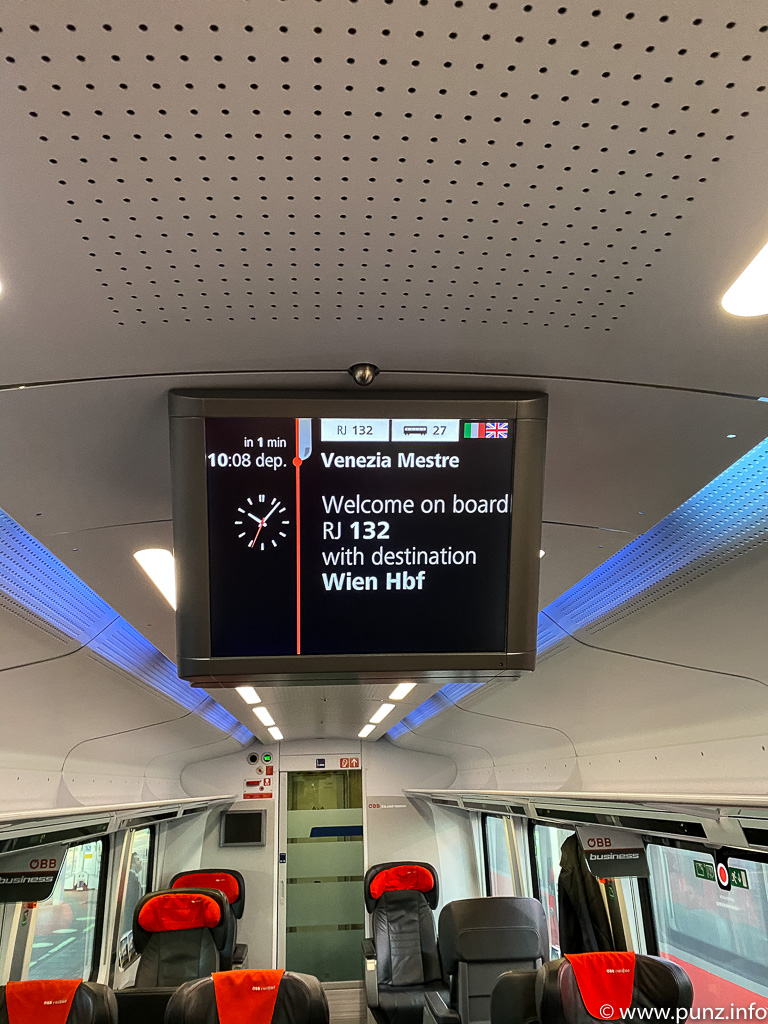 RJ 132
27
in 1 min
10:08 dep.
Venezia Mestre
Welcome on board
RJ 132
with destination
Wien Hbf
ÖBB
ÖBB
business
ÖBB
business
© www.punz.info